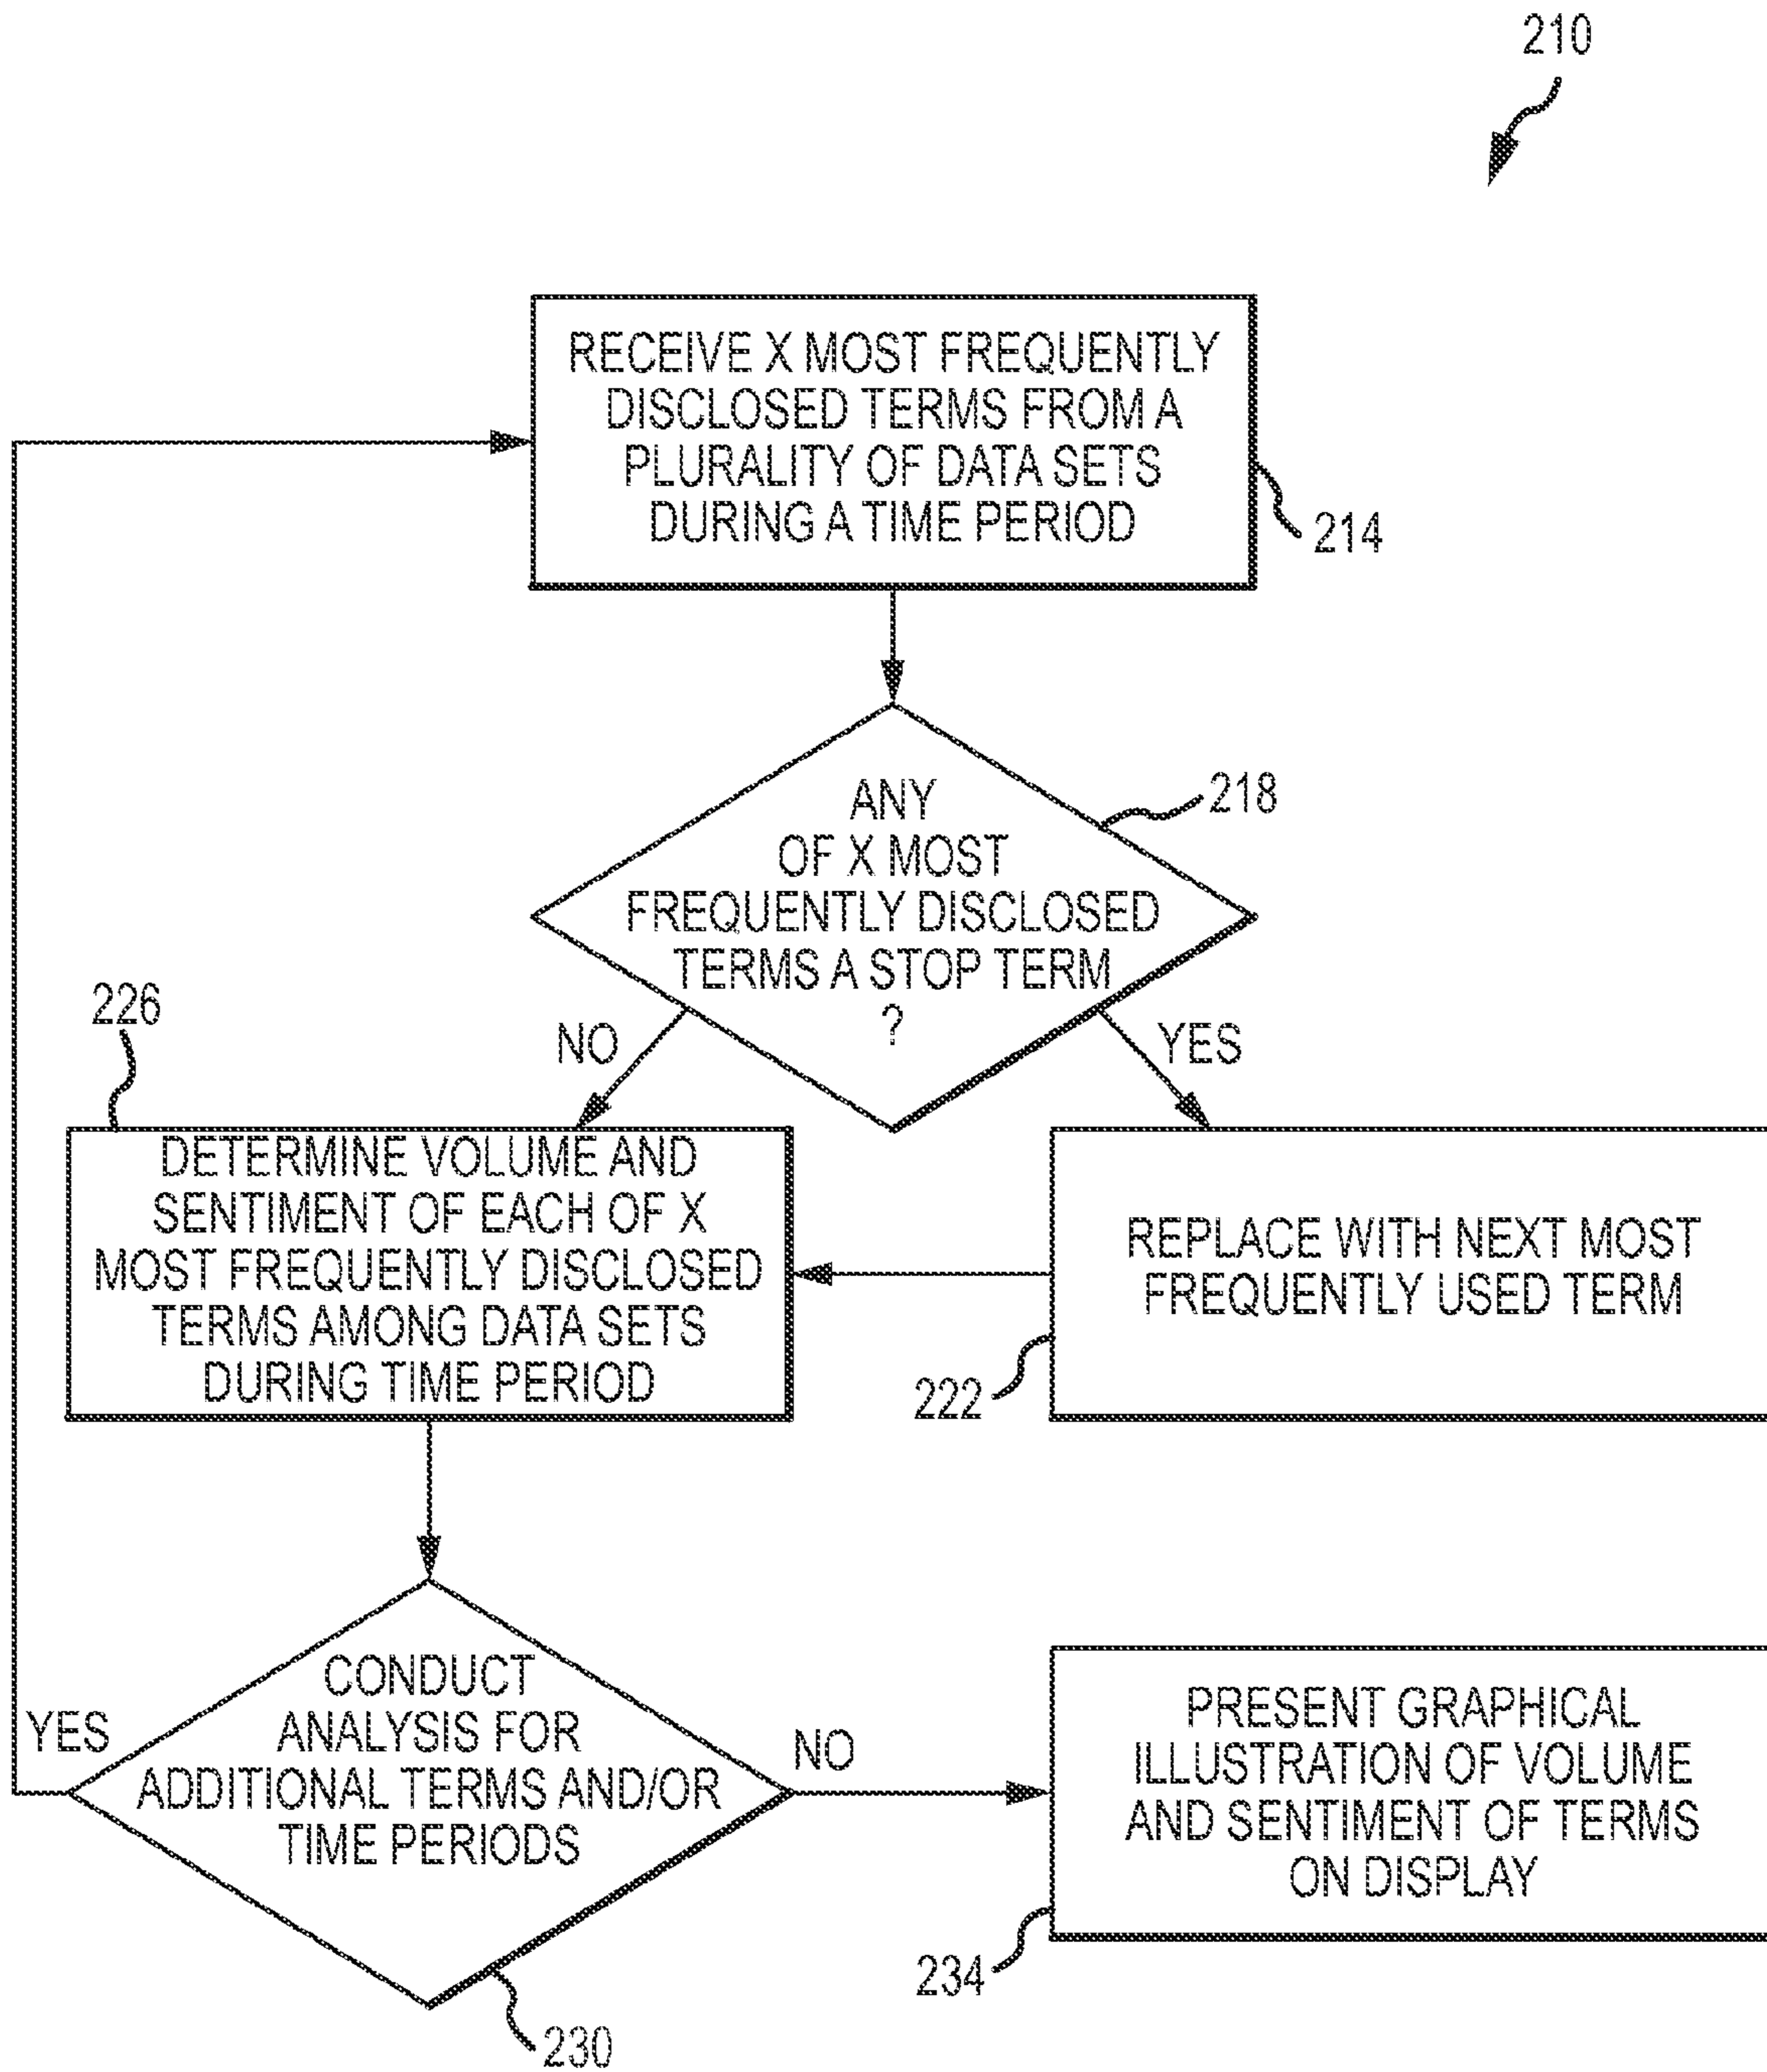 210
RECEIVE X MOST FREQUENTLY
DISCLOSED TERMS FROM A
PLURALITY OF DATA SETS
DURING A TIME PERIOD
214
ANY
OF X MOST
FREQUENTLY DISCLOSED
TERMS A STOP TERM
?
218
NO
YES
226
DETERMINE VOLUME AND
SENTIMENT OF EACH OF X
MOST FREQUENTLY DISCLOSED
TERMS AMONG DATA SETS
DURING TIME PERIOD
REPLACE WITH NEXT MOST
FREQUENTLY USED TERM
222
CONDUCT
ANALYSIS FOR
ADDITIONAL TERMS AND/OR
TIME PERIODS
YES
NO
230
PRESENT GRAPHICAL
ILLUSTRATION OF VOLUME
AND SENTIMENT OF TERMS
ON DISPLAY
234